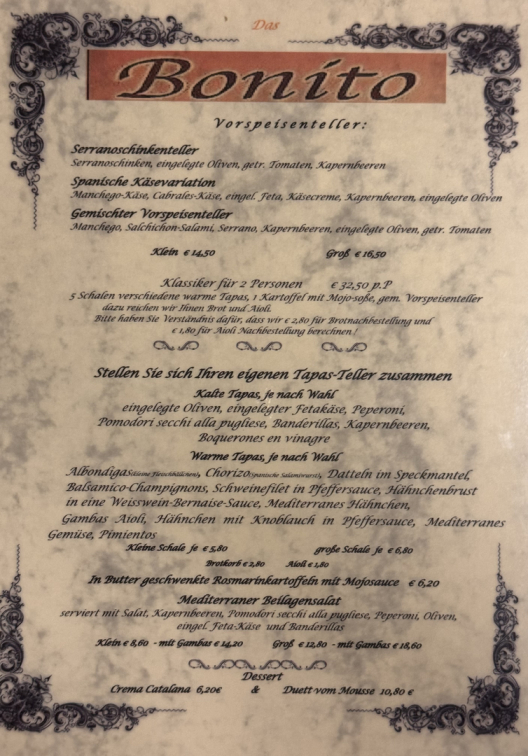 Das
Bonito
Vorspeisenteller:
Serranoschinkenteller
Serranoschinken, eingelegte Oliven, getr. Tomaten, Kapernbeeren
Spanische Käsevariation
Manchego-Käse, Cabrales-Käse, eingel. Feta, Käsecreme, Kapernbeeren, eingelegte Oliven
Gemischter Vorspeisenteller
Manchego, Salchichon-Salami, Serrano, Kapernbeeren, eingelegte Oliven, getr. Tomaten
Klein € 14,50 Groß € 16,50
Klassiker für 2 Personen € 32,50 p.P
5 Schalen verschiedene warme Tapas, 1 Kartoffel mit Mojo-soße, gem. Vorspeisenteller
dazu reichen wir Ihnen Brot und Aioli.
Bitte haben Sie Verständnis dafür, dass wir € 2,80 für Brotnachbestellung und
€ 1,80 für Aioli Nachbestellung berechnen!
Stellen Sie sich Ihren eigenen Tapas-Teller zusammen
Kalte Tapas, je nach Wahl
eingelegte Oliven, eingelegter Fetakäse, Peperoni,
Pomodori secchi alla pugliese, Banderillas, Kapernbeeren,
Boquerones en vinagre
Warme Tapas, je nach Wahl
Albondigas(kleine Fleischbällchen), Chorizo(spanische Salamiwurst), Datteln im Speckmantel,
Balsamico-Champignons, Schweinefilet in Pfeffersauce, Hähnchenbrust
in eine Weisswein-Bernaise-Sauce, Mediterranes Hähnchen,
Gambas Aioli, Hähnchen mit Knoblauch in Pfeffersauce, Mediterranes
Gemüse, Pimientos
Kleine Schale je € 5,80 große Schale je € 6,80
Brotkorb € 2,80 Aioli € 1,80
In Butter geschwenkte Rosmarinkartoffeln mit Mojosauce € 6,20
Mediterraner Beilagensalat
serviert mit Salat, Kapernbeeren, Pomodori secchi alla pugliese, Peperoni, Oliven,
eingel. Feta-Käse und Banderillas
Klein € 8,60 - mit Gambas € 14,20 Groß € 12,80 - mit Gambas € 18,60
Dessert
Crema Catalana 6,20€ & Duett vom Mousse 10,80 €